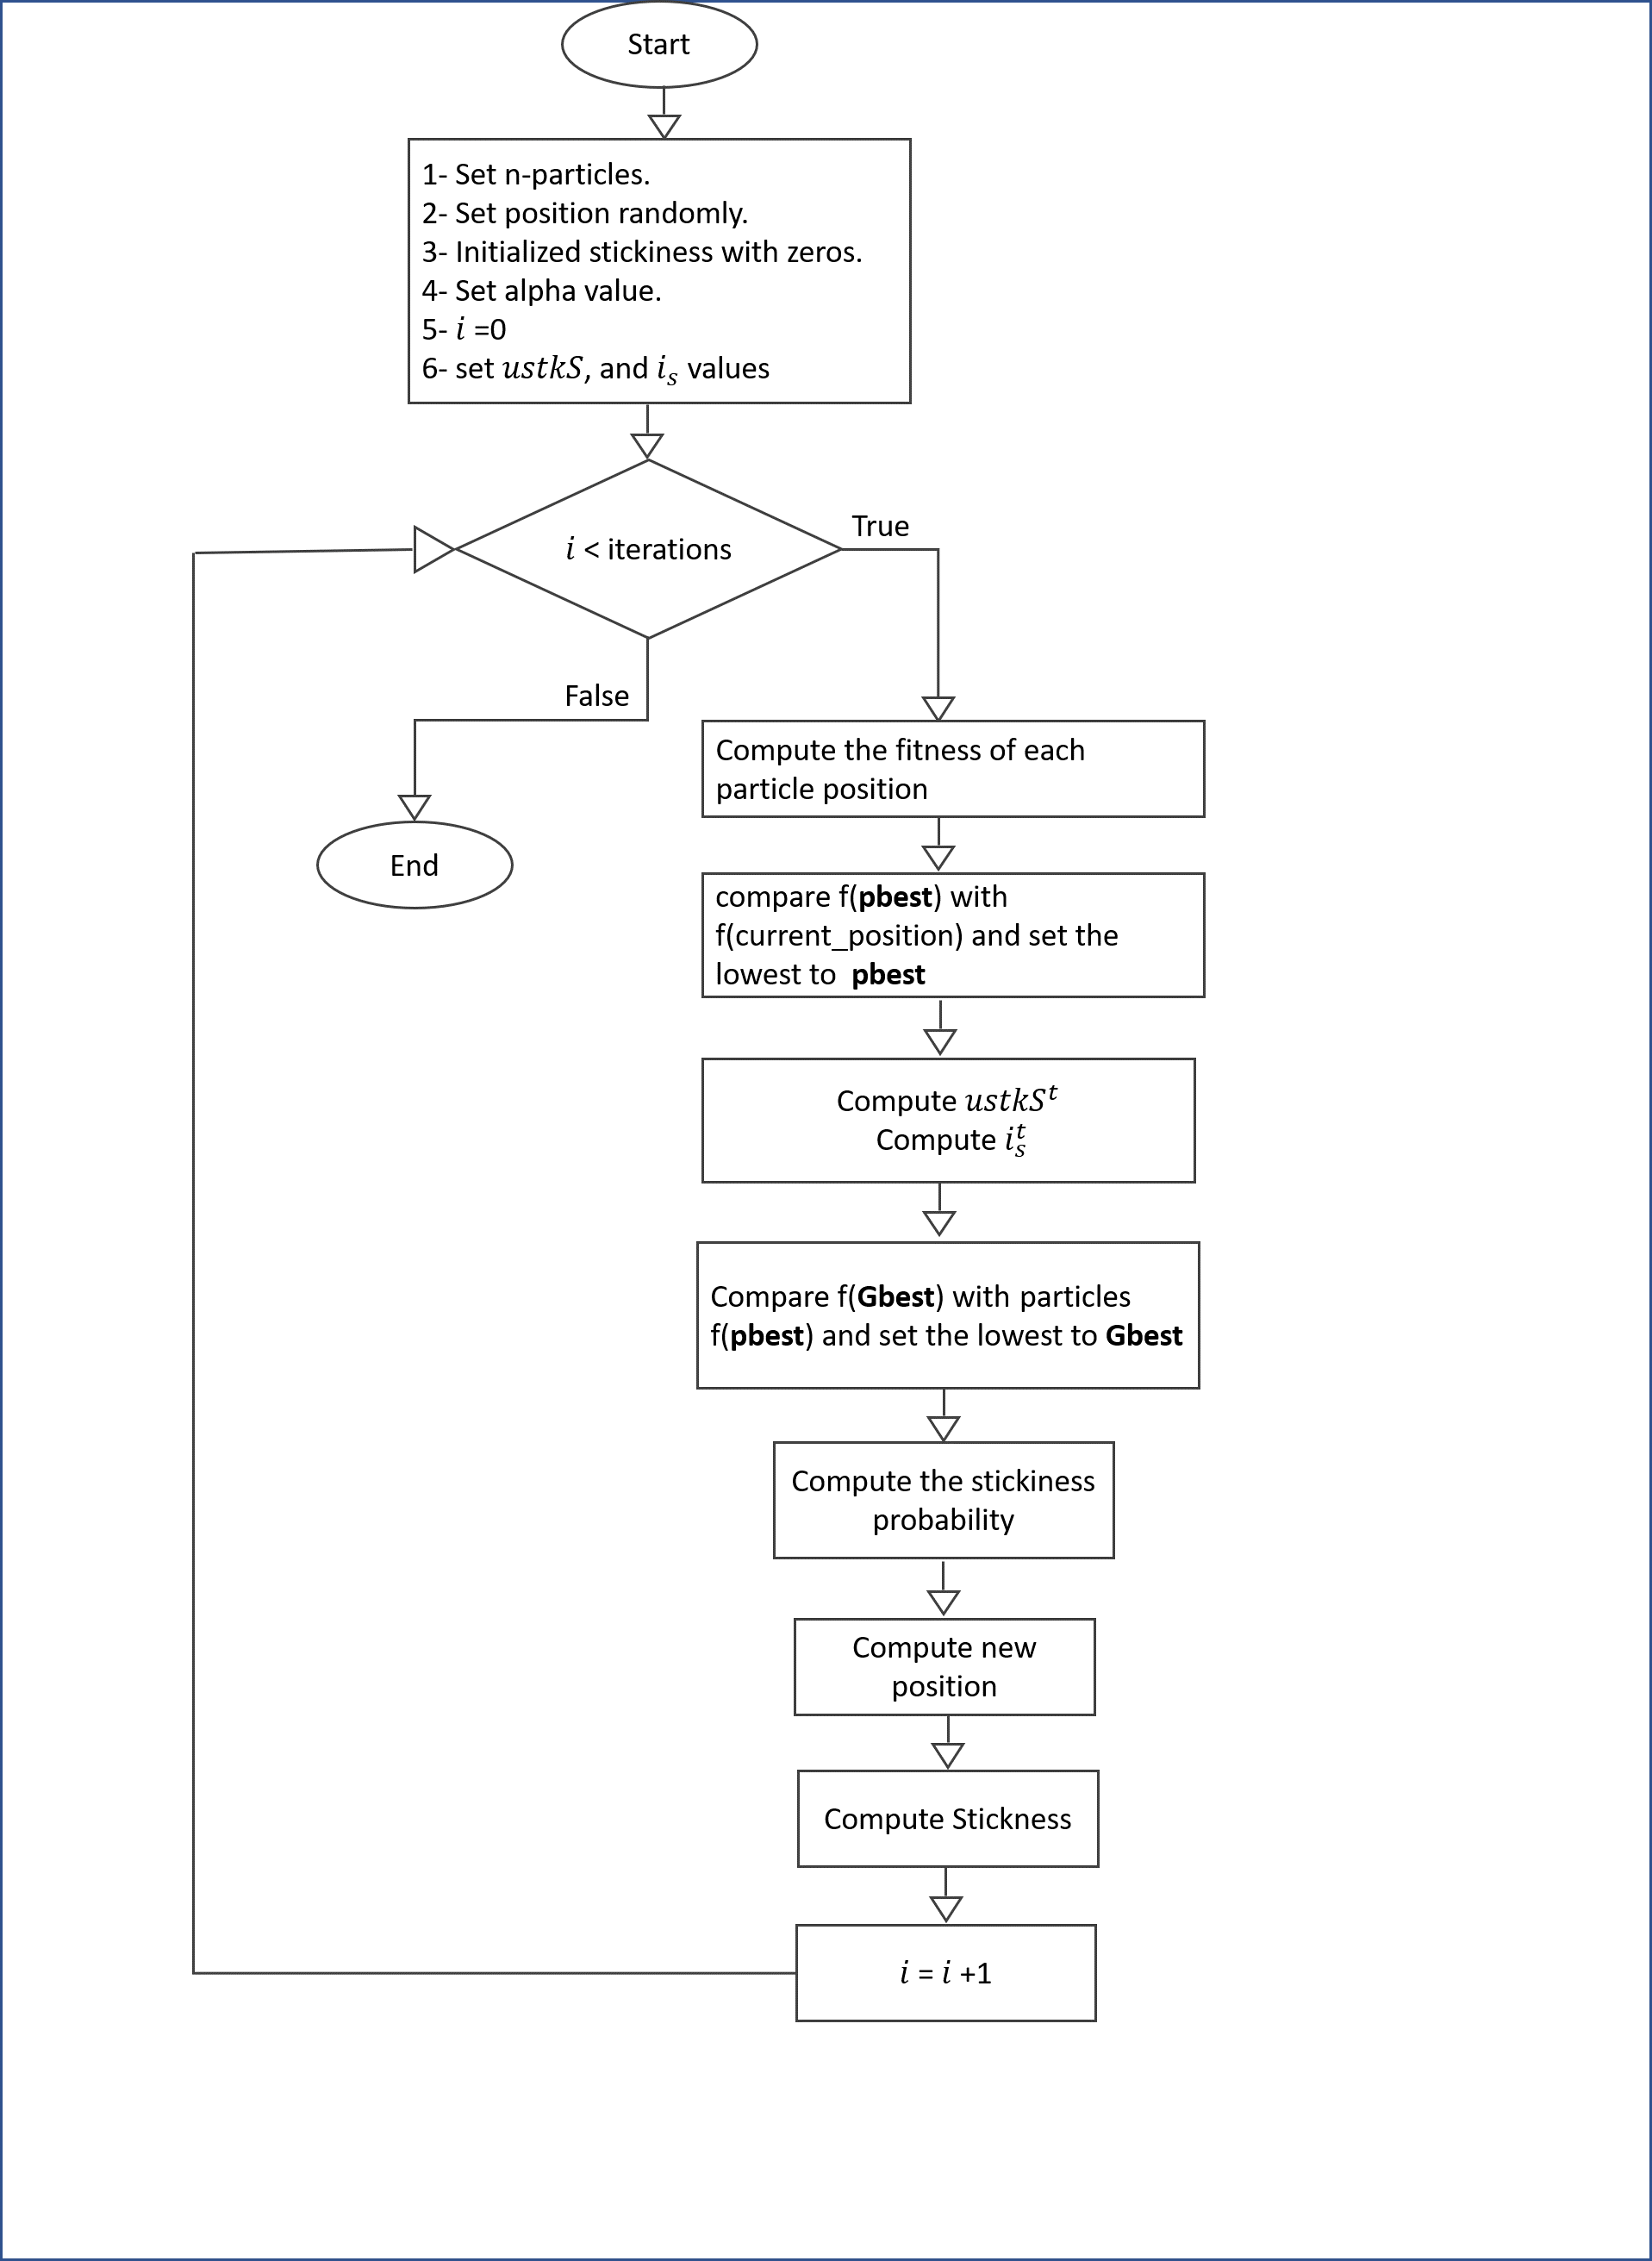 Start
1- Set n-particles.
2- Set position randomly.
3- Initialized stickiness with zeros.
4- Set alpha value.
5- 𝑖 =0
6- set 𝑢𝑠𝑡𝑘𝑆, and 𝑖ₛ values
𝑖 < iterations
True
False
Compute the fitness of each
particle position
End
compare f(pbest) with
f(current_position) and set the
lowest to pbest
Compute 𝑢𝑠𝑡𝑘𝑆ᵗ
Compute 𝑖ₛᵗ
Compare f(Gbest) with particles
f(pbest) and set the lowest to Gbest
Compute the stickiness
probability
Compute new
position
Compute Stickness
𝑖 = 𝑖 +1